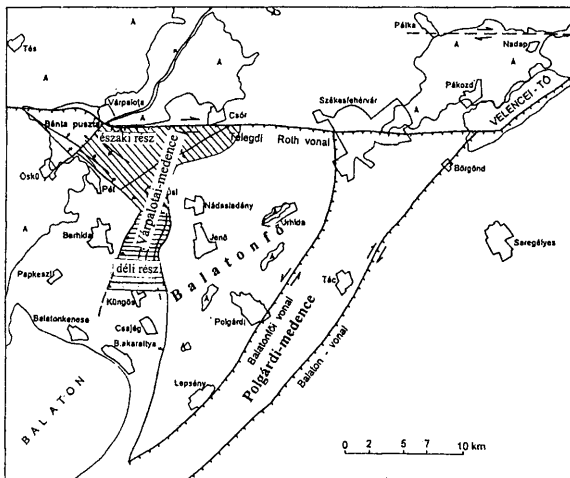 Tés
A
A
Pálka
A
A
Nadap
Várpalota
Bánta puszta
A
Csór
Székesfehérvár
Pákozd
VELENCEI-TÓ
északi rész
Telegdi Roth vonal
Öskü
Pét
Várpalotai-medence
ősi
Nádasdladány
Börgönd
Úrhida
A
Berhida
Jenő
Balatonfő
Seregélyes
déli rész
Papkeszi
Küngös
Tác
Balatonkenese
Csajág
Polgárdi
B.akarattya
Balatonfői vonal
Polgárdi-medence
Balaton - vonal
Lepsény
BALATON
0 2 5 7 10 km